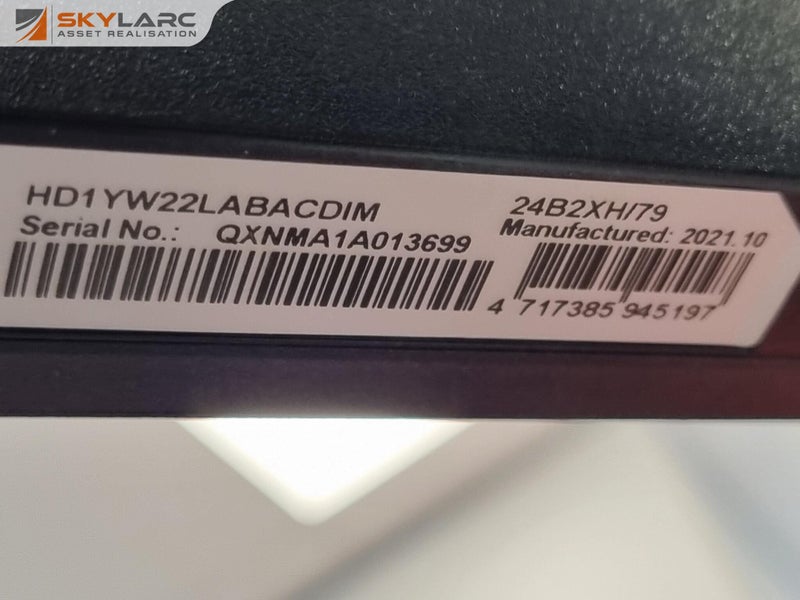 SKYLARC
ASSET REALISATION
HD1YW22LABACDIM
Serial No.: QXNMA1A013699
24B2XH/79
Manufactured: 2021.10
4 717385 945197